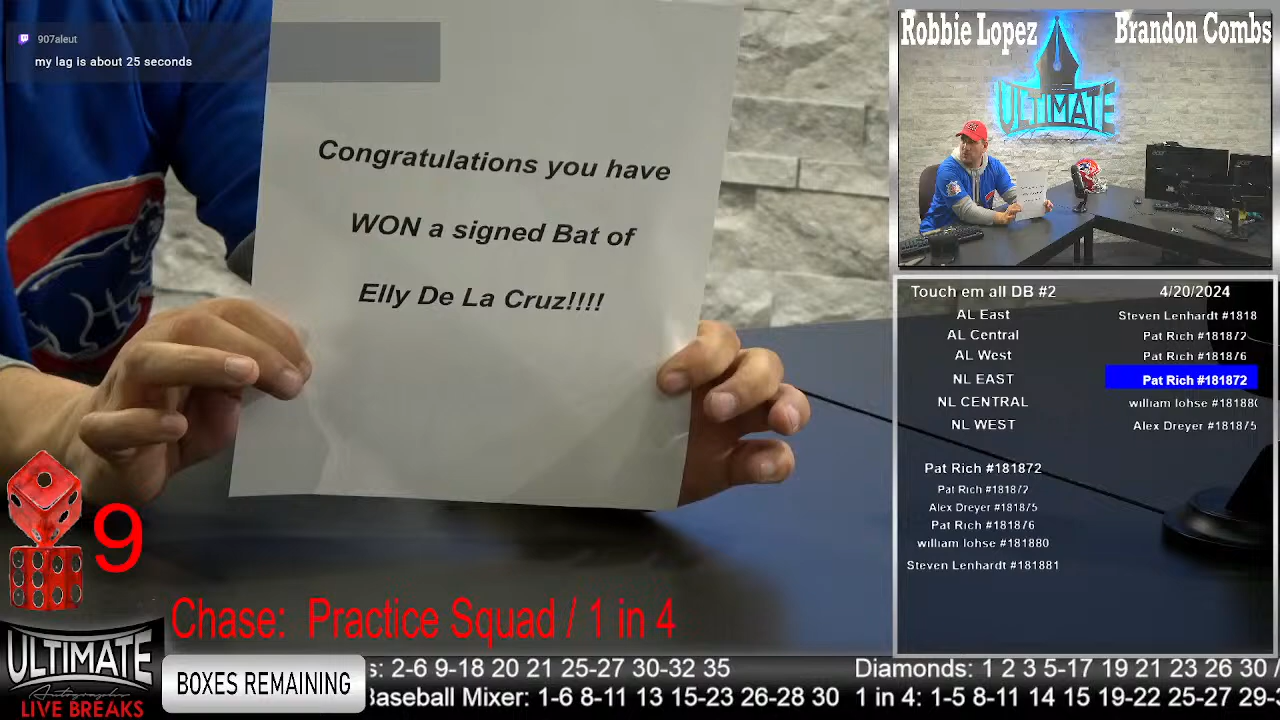 907aleut
my lag is about 25 seconds
Congratulations you have
WON a signed Bat of
Elly De La Cruz!!!!
Robbie Lopez
Brandon Combs
ULTIMATE
Touch em all DB #2 4/20/2024
AL East Steven Lenhardt #1818
AL Central Pat Rich #181872
AL West Pat Rich #181876
NL EAST Pat Rich #181872
NL CENTRAL william lohse #181880
NL WEST Alex Dreyer #181875
Pat Rich #181872
Pat Rich #181872
Alex Dreyer #181875
Pat Rich #181876
william lohse #181880
Steven Lenhardt #181881
9
Chase: Practice Squad / 1 in 4
ULTIMATE
Autographs
LIVE BREAKS
BOXES REMAINING
s: 2-6 9-18 20 21 25-27 30-32 35 Diamonds: 1 2 3 5-17 19 21 23 26 30 /
Baseball Mixer: 1-6 8-11 13 15-23 26-28 30 1 in 4: 1-5 8-11 14 15 19-22 25-27 29-